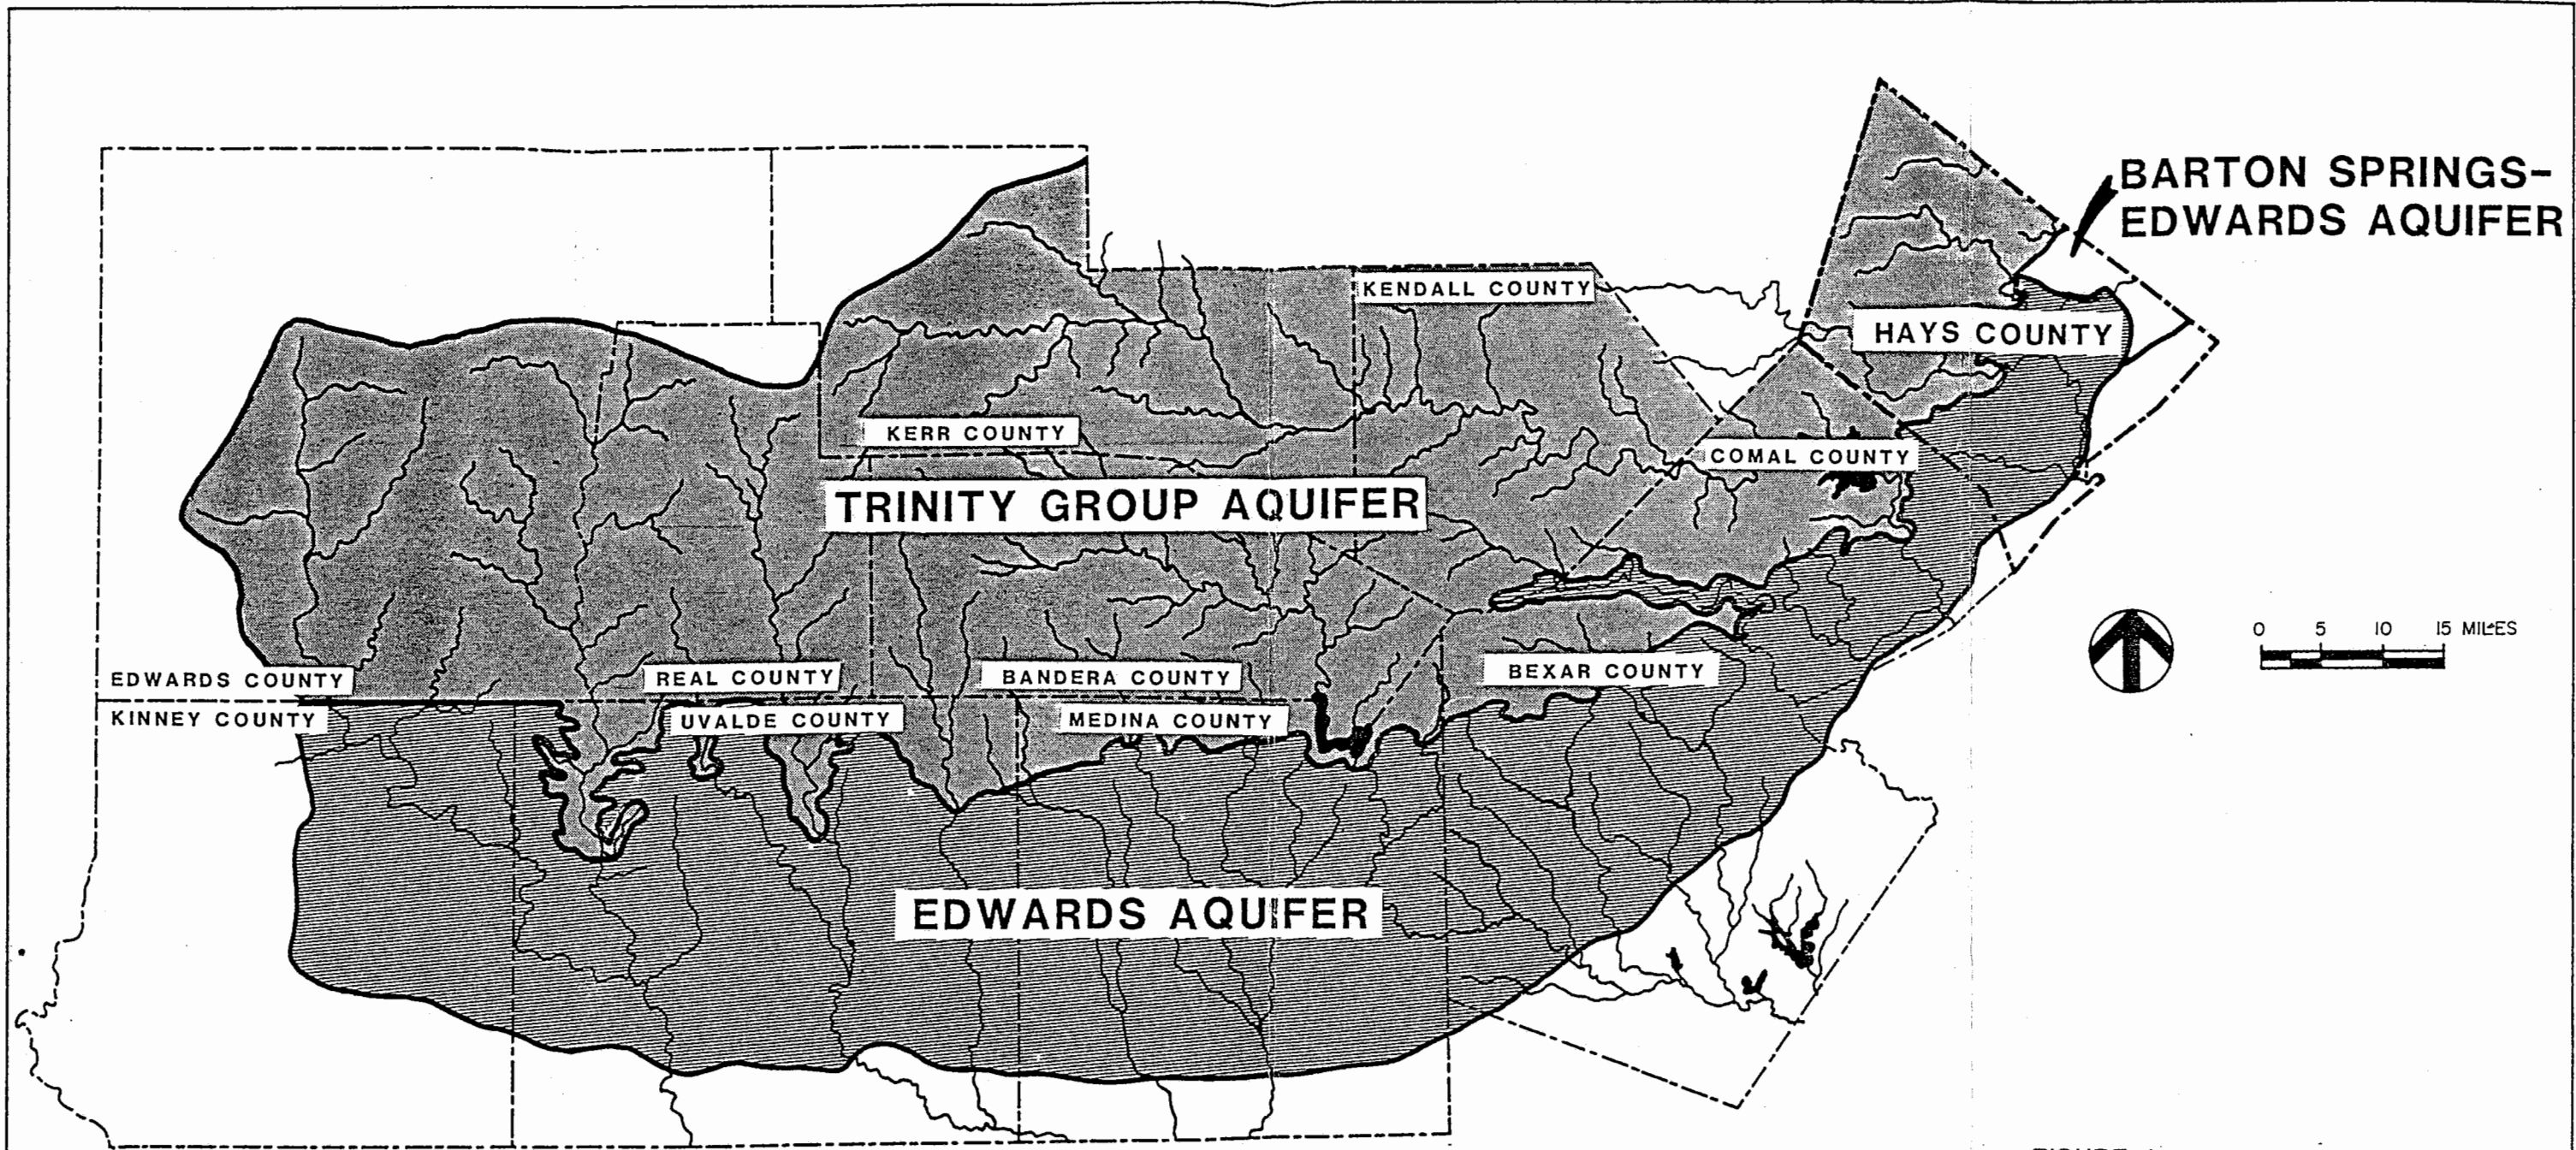 BARTON SPRINGS-
EDWARDS AQUIFER
KENDALL COUNTY
HAYS COUNTY
KERR COUNTY
COMAL COUNTY
TRINITY GROUP AQUIFER
0 5 10 15 MILES
EDWARDS COUNTY
REAL COUNTY
BANDERA COUNTY
BEXAR COUNTY
KINNEY COUNTY
UVALDE COUNTY
MEDINA COUNTY
EDWARDS AQUIFER